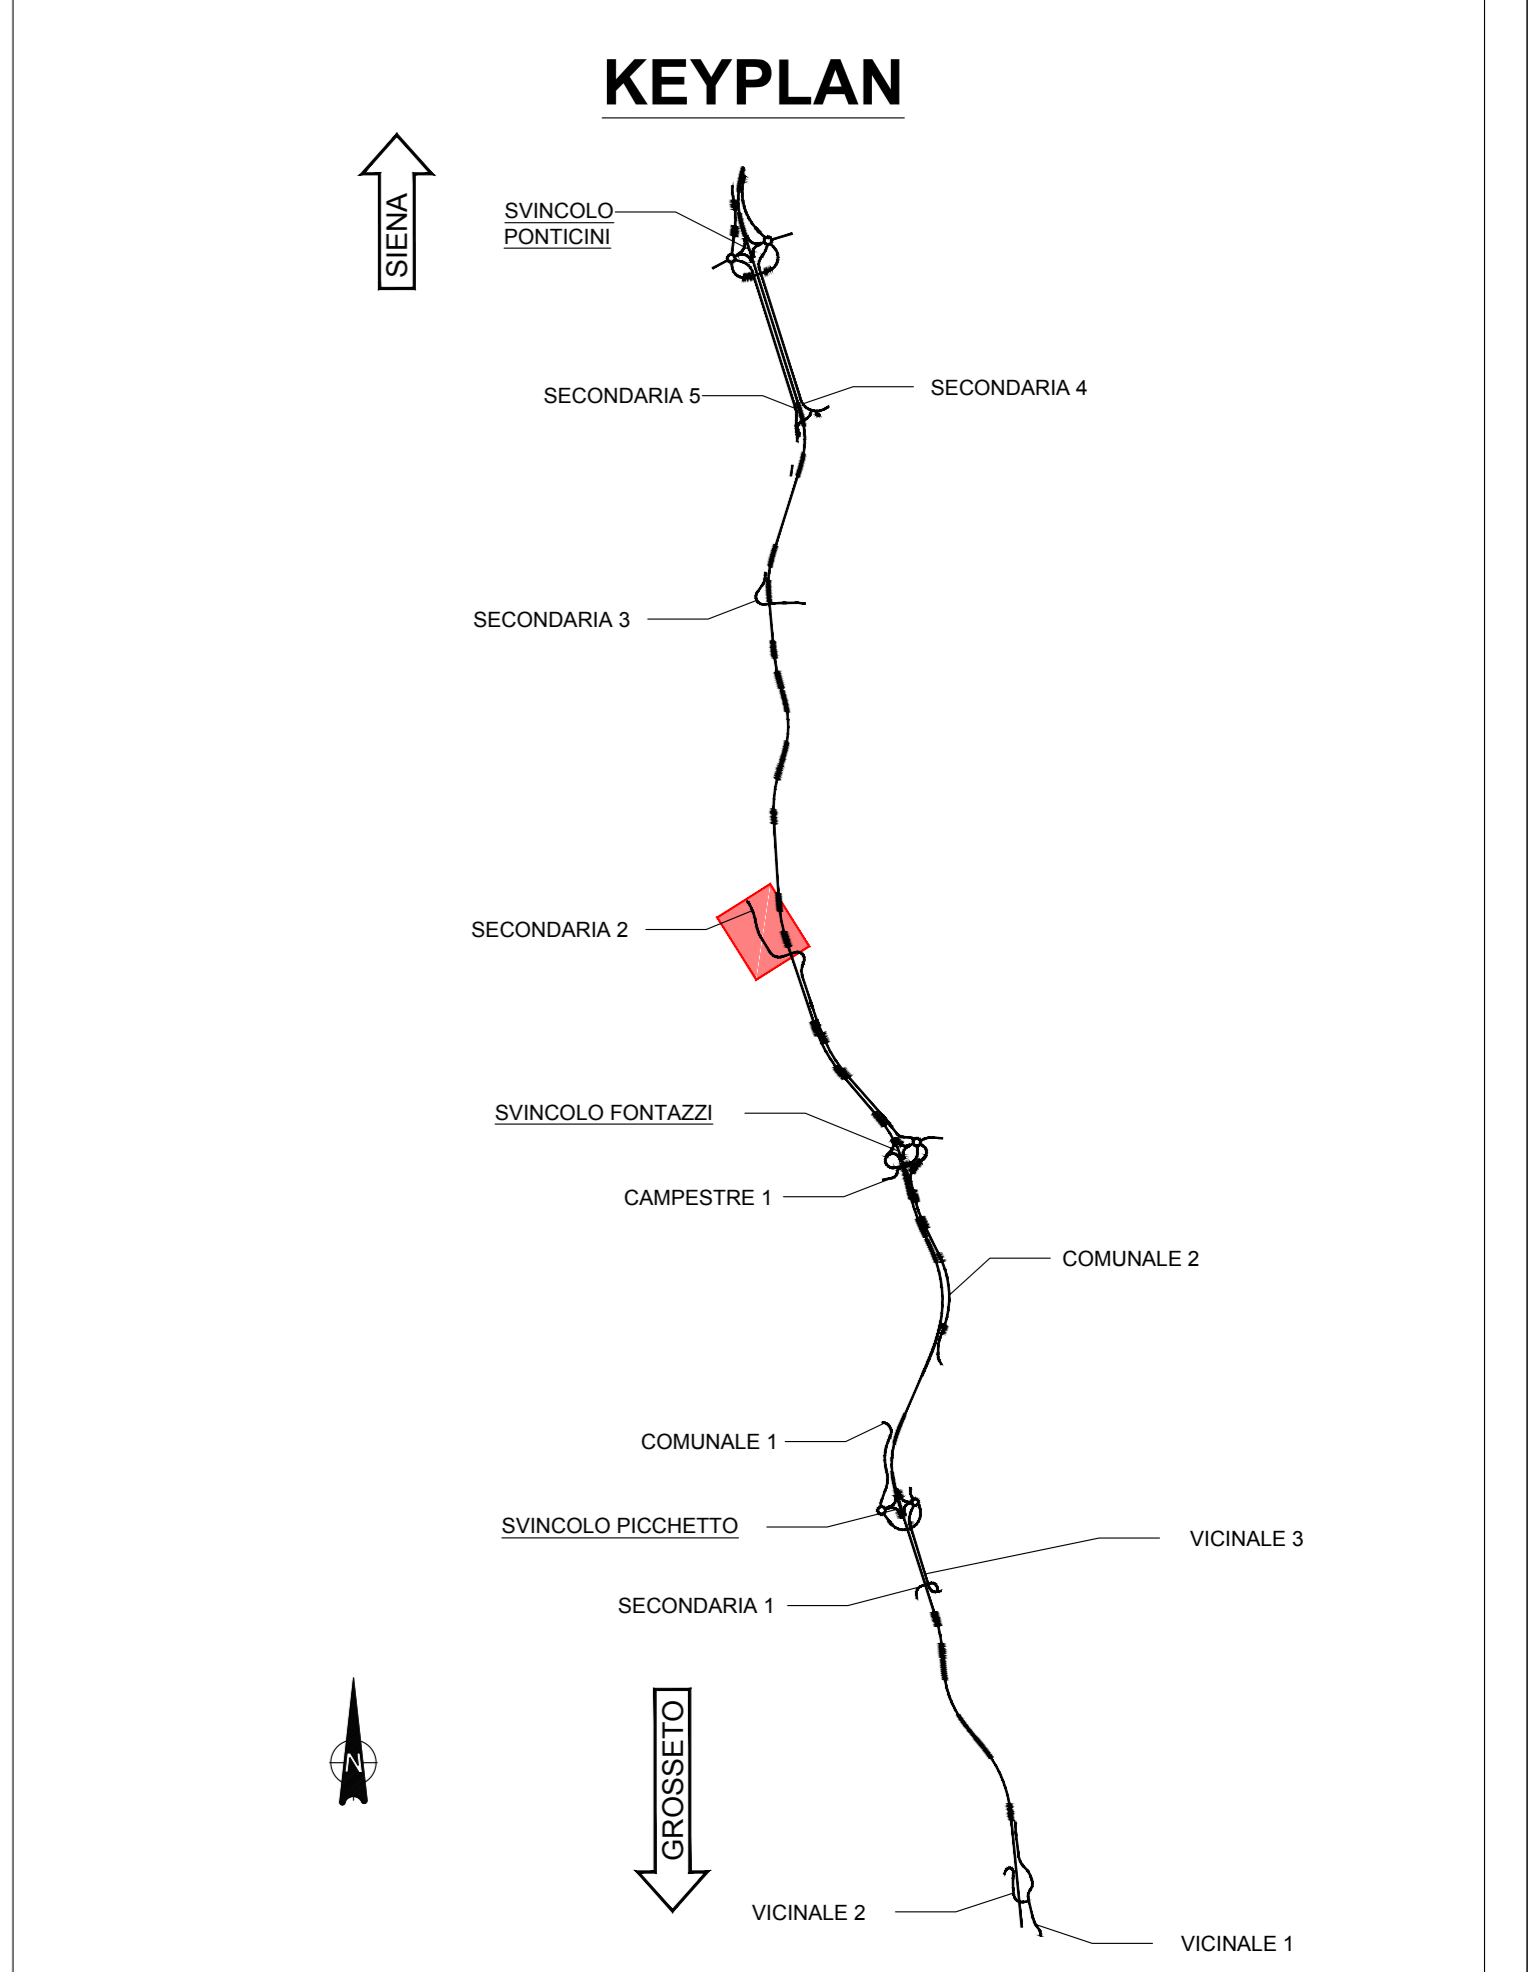 KEYPLAN
SIENA
SVINCOLO
PONTICINI
SECONDARIA 5
SECONDARIA 4
SECONDARIA 3
SECONDARIA 2
SVINCOLO FONTAZZI
CAMPESTRE 1
COMUNALE 2
COMUNALE 1
SVINCOLO PICCHETTO
VICINALE 3
SECONDARIA 1
N
GROSSETO
VICINALE 2
VICINALE 1